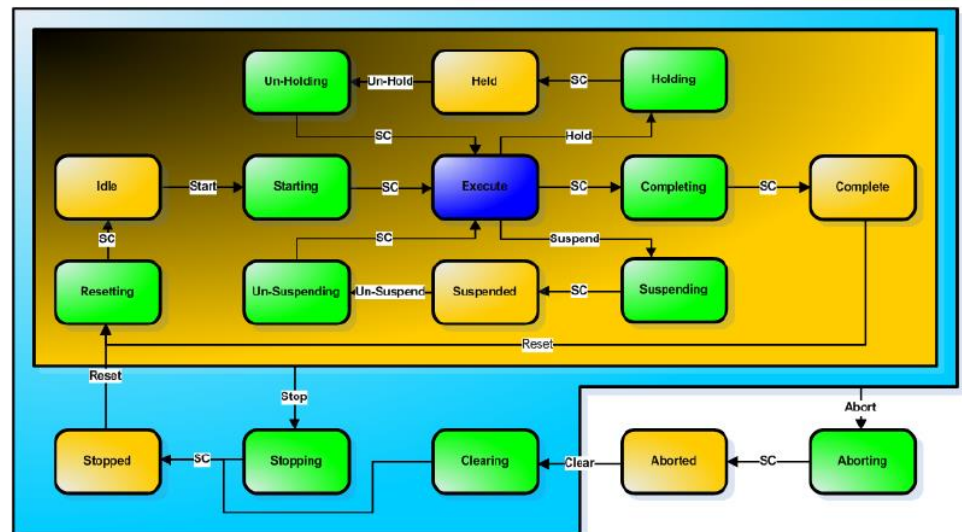 Un-Holding
Un-Hold
Held
SC
Holding
SC
Hold
Idle
Start
Starting
SC
Execute
SC
Completing
SC
Complete
SC
SC
Suspend
Resetting
Un-Suspending
Un-Suspend
Suspended
SC
Suspending
Reset
Reset
Stop
Abort
Stopped
SC
Stopping
Clearing
Clear
Aborted
SC
Aborting